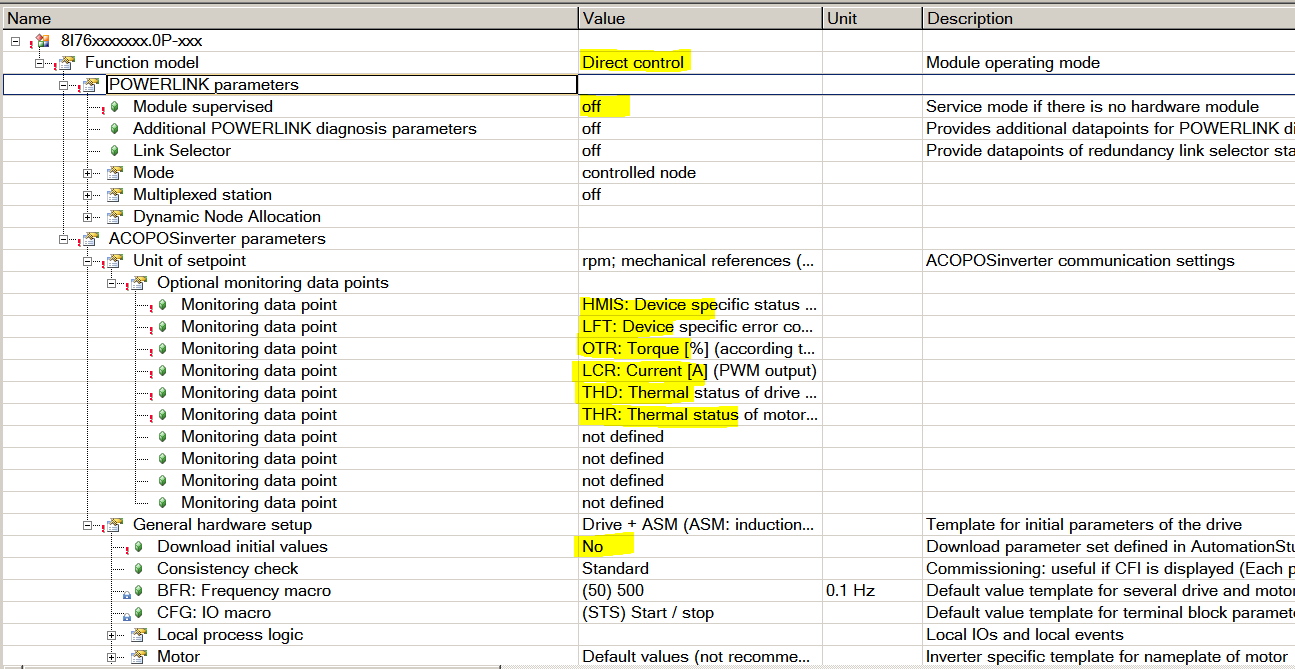 Name Value Unit Description
8I76xxxxxxx.0P-xxx
Function model Direct control Module operating mode
POWERLINK parameters
Module supervised off Service mode if there is no hardware module
Additional POWERLINK diagnosis parameters off Provides additional datapoints for POWERLINK di
Link Selector off Provide datapoints of redundancy link selector sta
Mode controlled node
Multiplexed station off
Dynamic Node Allocation
ACOPOSinverter parameters
Unit of setpoint rpm; mechanical references (... ACOPOSinverter communication settings
Optional monitoring data points
Monitoring data point HMIS: Device specific status ...
Monitoring data point LFT: Device specific error co...
Monitoring data point OTR: Torque [%] (according t...
Monitoring data point LCR: Current [A] (PWM output)
Monitoring data point THD: Thermal status of drive ...
Monitoring data point THR: Thermal status of motor...
Monitoring data point not defined
Monitoring data point not defined
Monitoring data point not defined
Monitoring data point not defined
General hardware setup Drive + ASM (ASM: induction... Template for initial parameters of the drive
Download initial values No Download parameter set defined in AutomationStu
Consistency check Standard Commissioning: useful if CFI is displayed (Each p
BFR: Frequency macro (50) 500 0.1 Hz Default value template for several drive and motor
CFG: IO macro (STS) Start / stop Default value template for terminal block paramete
Local process logic Local IOs and local events
Motor Default values (not recomme... Inverter specific template for nameplate of motor